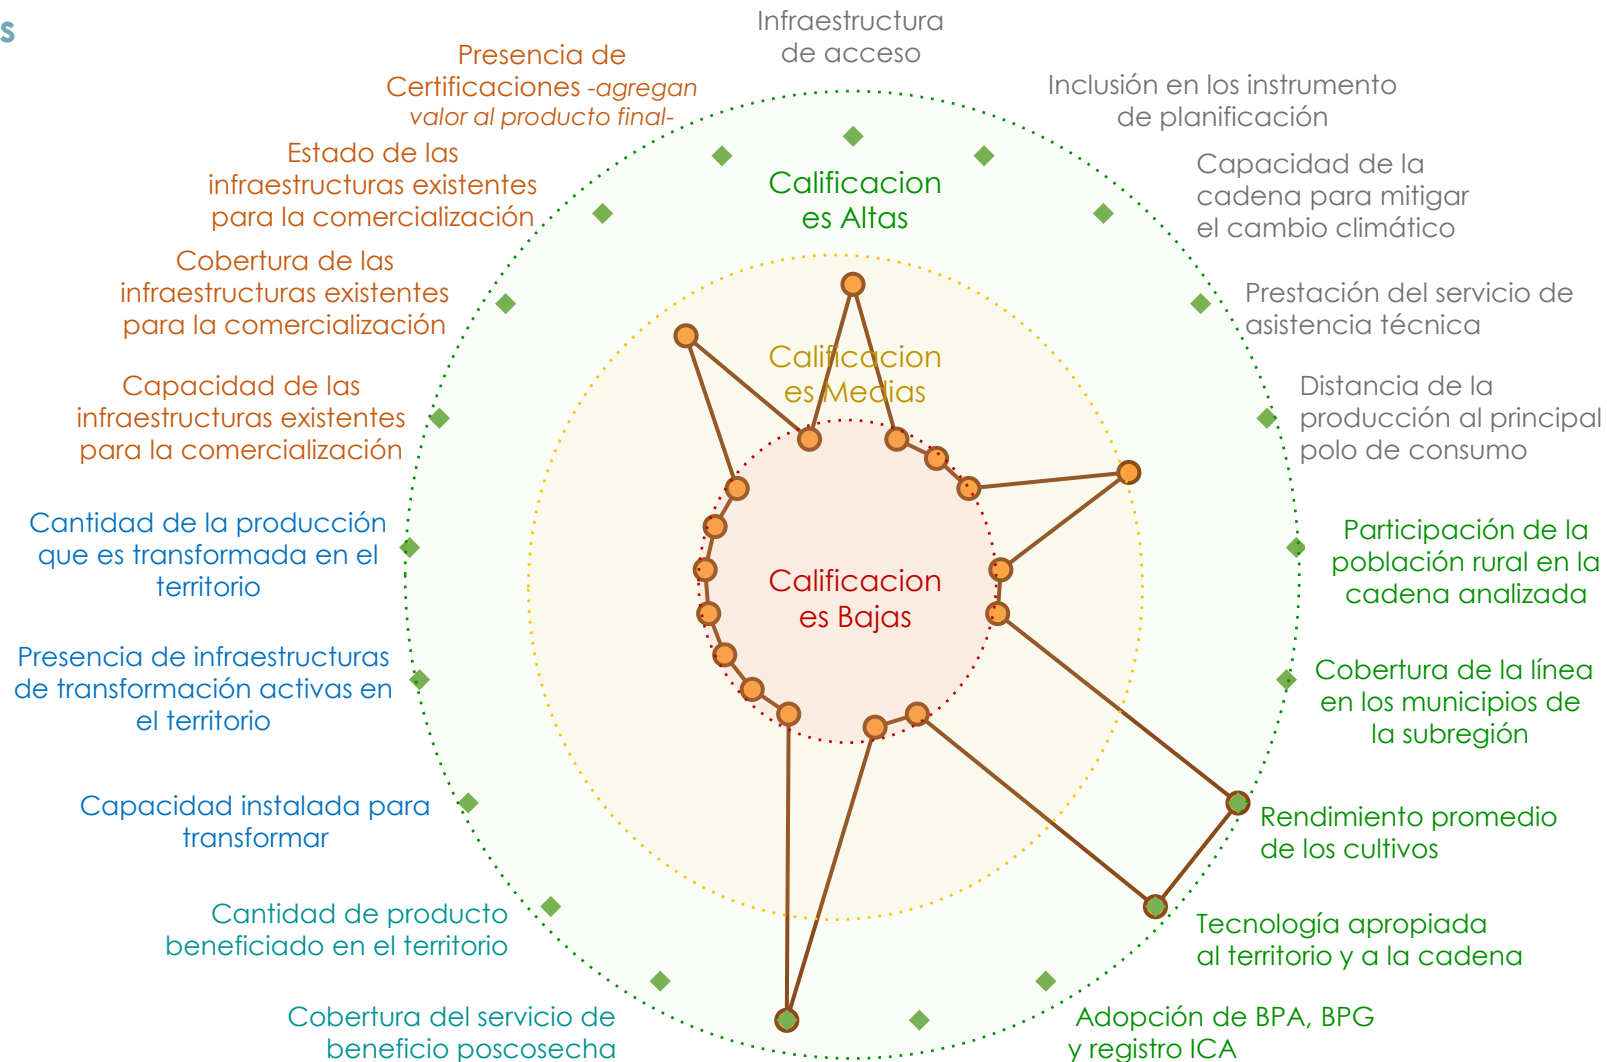 s
Infraestructura
de acceso
Inclusión en los instrumento
de planificación
Capacidad de la
cadena para mitigar
el cambio climático
Prestación del servicio de
asistencia técnica
Distancia de la
producción al principal
polo de consumo
Participación de la
población rural en la
cadena analizada
Cobertura de la línea
en los municipios de
la subregión
Rendimiento promedio
de los cultivos
Tecnología apropiada
al territorio y a la cadena
Adopción de BPA, BPG
y registro ICA
Cobertura del servicio de
beneficio poscosecha
Cantidad de producto
beneficiado en el territorio
Capacidad instalada para
transformar
Presencia de infraestructuras
de transformación activas en
el territorio
Cantidad de la producción
que es transformada en el
territorio
Capacidad de las
infraestructuras existentes
para la comercialización
Cobertura de las
infraestructuras existentes
para la comercialización
Estado de las
infraestructuras existentes
para la comercialización
Presencia de
Certificaciones -agregan
valor al producto final-
Calificacion
es Altas
Calificacion
es Medias
Calificacion
es Bajas